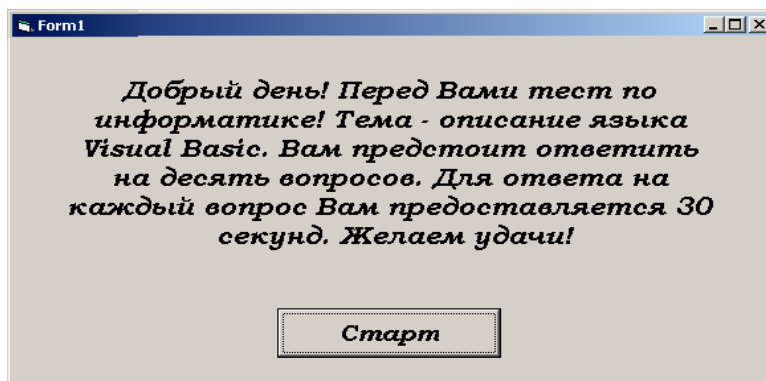 Form1
Добрый день! Перед Вами тест по
информатике! Тема - описание языка
Visual Basic. Вам предстоит ответить
на десять вопросов. Для ответа на
каждый вопрос Вам предоставляется 30
секунд. Желаем удачи!
Старт